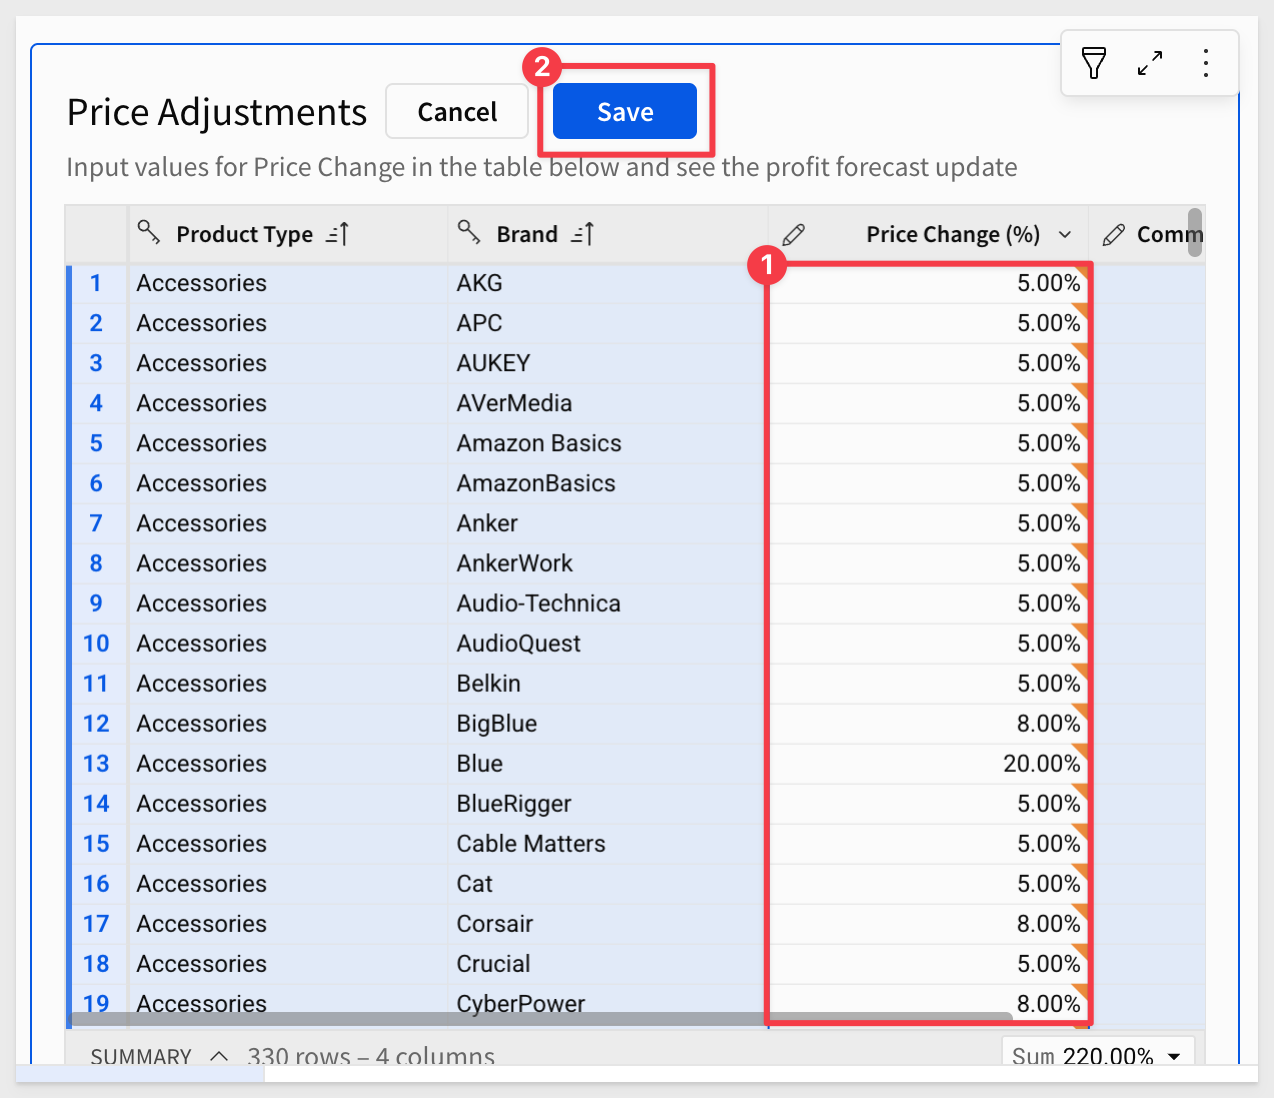 2
Price Adjustments Cancel Save
Input values for Price Change in the table below and see the profit forecast update
Product Type Brand Price Change (%) Comm
1
1 Accessories AKG 5.00%
2 Accessories APC 5.00%
3 Accessories AUKEY 5.00%
4 Accessories AVerMedia 5.00%
5 Accessories Amazon Basics 5.00%
6 Accessories AmazonBasics 5.00%
7 Accessories Anker 5.00%
8 Accessories AnkerWork 5.00%
9 Accessories Audio-Technica 5.00%
10 Accessories AudioQuest 5.00%
11 Accessories Belkin 5.00%
12 Accessories BigBlue 8.00%
13 Accessories Blue 20.00%
14 Accessories BlueRigger 5.00%
15 Accessories Cable Matters 5.00%
16 Accessories Cat 5.00%
17 Accessories Corsair 8.00%
18 Accessories Crucial 5.00%
19 Accessories CyberPower 8.00%
SUMMARY 330 rows – 4 columns Sum 220.00%